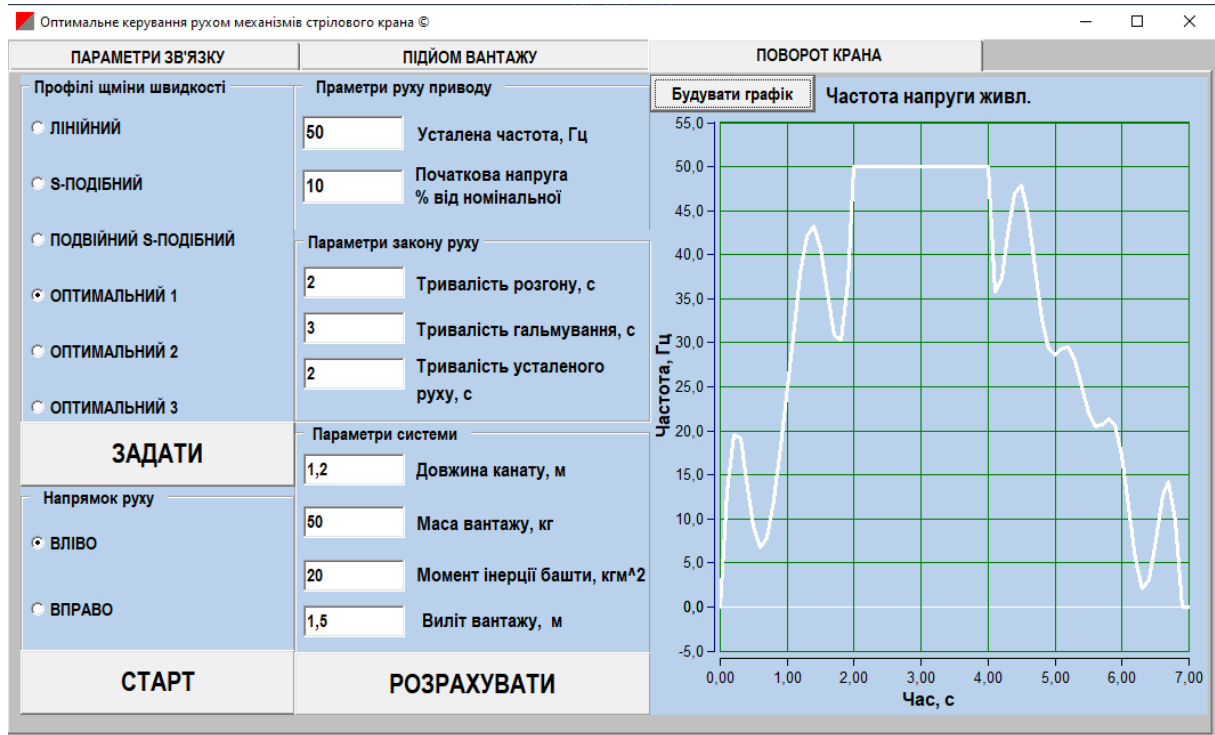 Оптимальне керування рухом механізмів стрілового крана ©
ПАРАМЕТРИ ЗВ'ЯЗКУ
ПІДЙОМ ВАНТАЖУ
ПОВОРОТ КРАНА
Профілі щміни швидкості
ЛІНІЙНИЙ
S-ПОДІБНИЙ
ПОДВІЙНИЙ S-ПОДІБНИЙ
ОПТИМАЛЬНИЙ 1
ОПТИМАЛЬНИЙ 2
ОПТИМАЛЬНИЙ 3
ЗАДАТИ
Напрямок руху
ВЛІВО
ВПРАВО
СТАРТ
Праметри руху приводу
50 Усталена частота, Гц
10 Початкова напруга
% від номінальної
Параметри закону руху
2 Тривалість розгону, с
3 Тривалість гальмування, с
2 Тривалість усталеного
руху, с
Параметри системи
1,2 Довжина канату, м
50 Маса вантажу, кг
20 Момент інерції башти, кгм^2
1,5 Виліт вантажу, м
РОЗРАХУВАТИ
Будувати графік
Частота напруги живл.
55,0
50,0
45,0
40,0
35,0
30,0
25,0
20,0
15,0
10,0
5,0
0,0
-5,0
Частота, Гц
0,00 1,00 2,00 3,00 4,00 5,00 6,00 7,00
Час, с